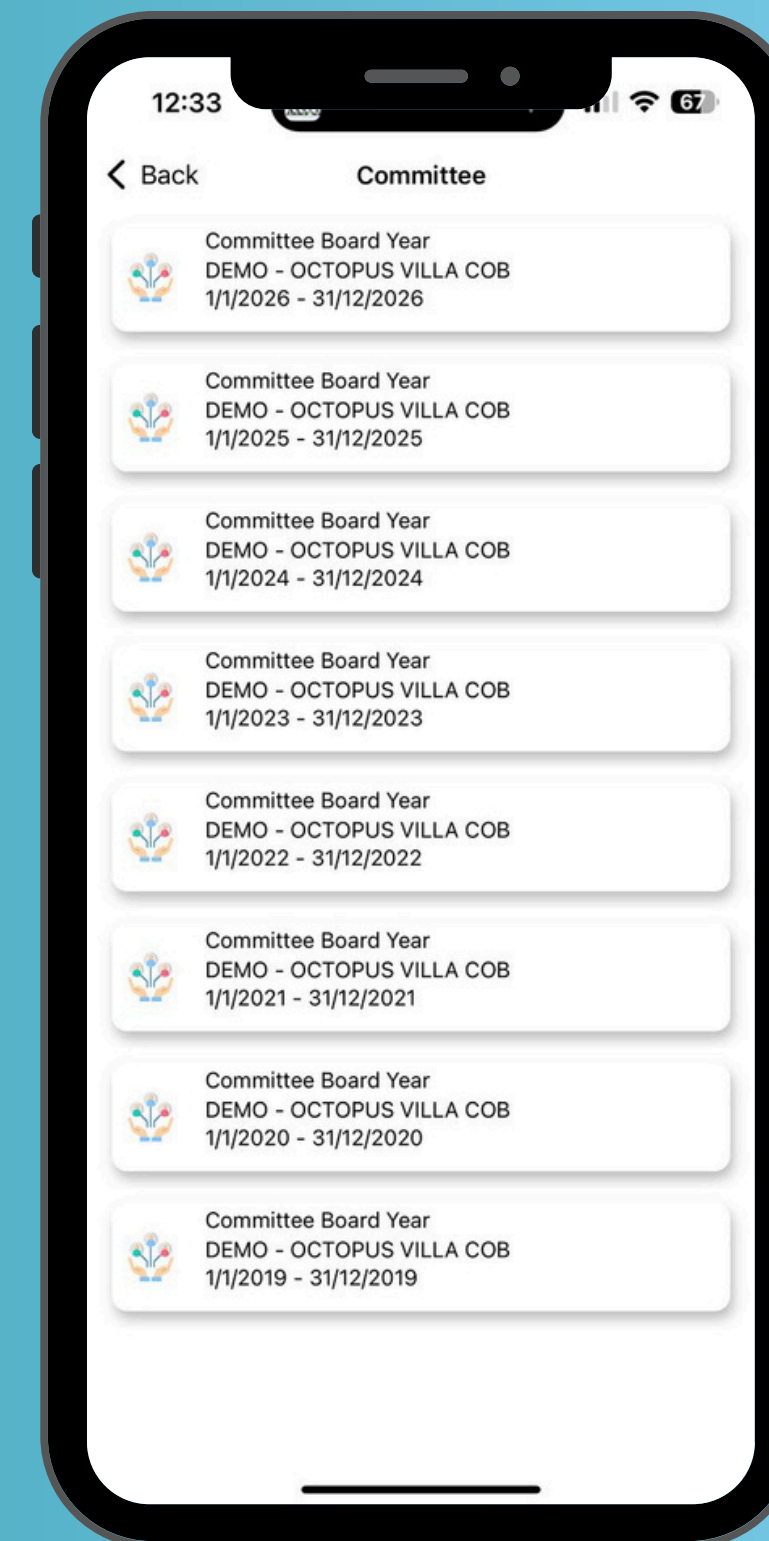 12:33
67
Back
Committee
Committee Board Year
DEMO - OCTOPUS VILLA COB
1/1/2026 - 31/12/2026
Committee Board Year
DEMO - OCTOPUS VILLA COB
1/1/2025 - 31/12/2025
Committee Board Year
DEMO - OCTOPUS VILLA COB
1/1/2024 - 31/12/2024
Committee Board Year
DEMO - OCTOPUS VILLA COB
1/1/2023 - 31/12/2023
Committee Board Year
DEMO - OCTOPUS VILLA COB
1/1/2022 - 31/12/2022
Committee Board Year
DEMO - OCTOPUS VILLA COB
1/1/2021 - 31/12/2021
Committee Board Year
DEMO - OCTOPUS VILLA COB
1/1/2020 - 31/12/2020
Committee Board Year
DEMO - OCTOPUS VILLA COB
1/1/2019 - 31/12/2019